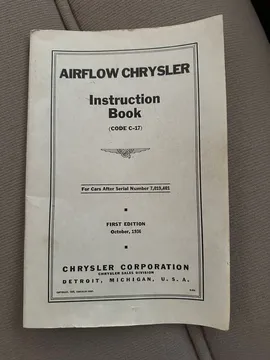 AIRFLOW CHRYSLER
Instruction
Book
(CODE C-17)
For Cars After Serial Number 7,015,401
FIRST EDITION
October, 1936
CHRYSLER CORPORATION
CHRYSLER SALES DIVISION
DETROIT, MICHIGAN, U. S. A.